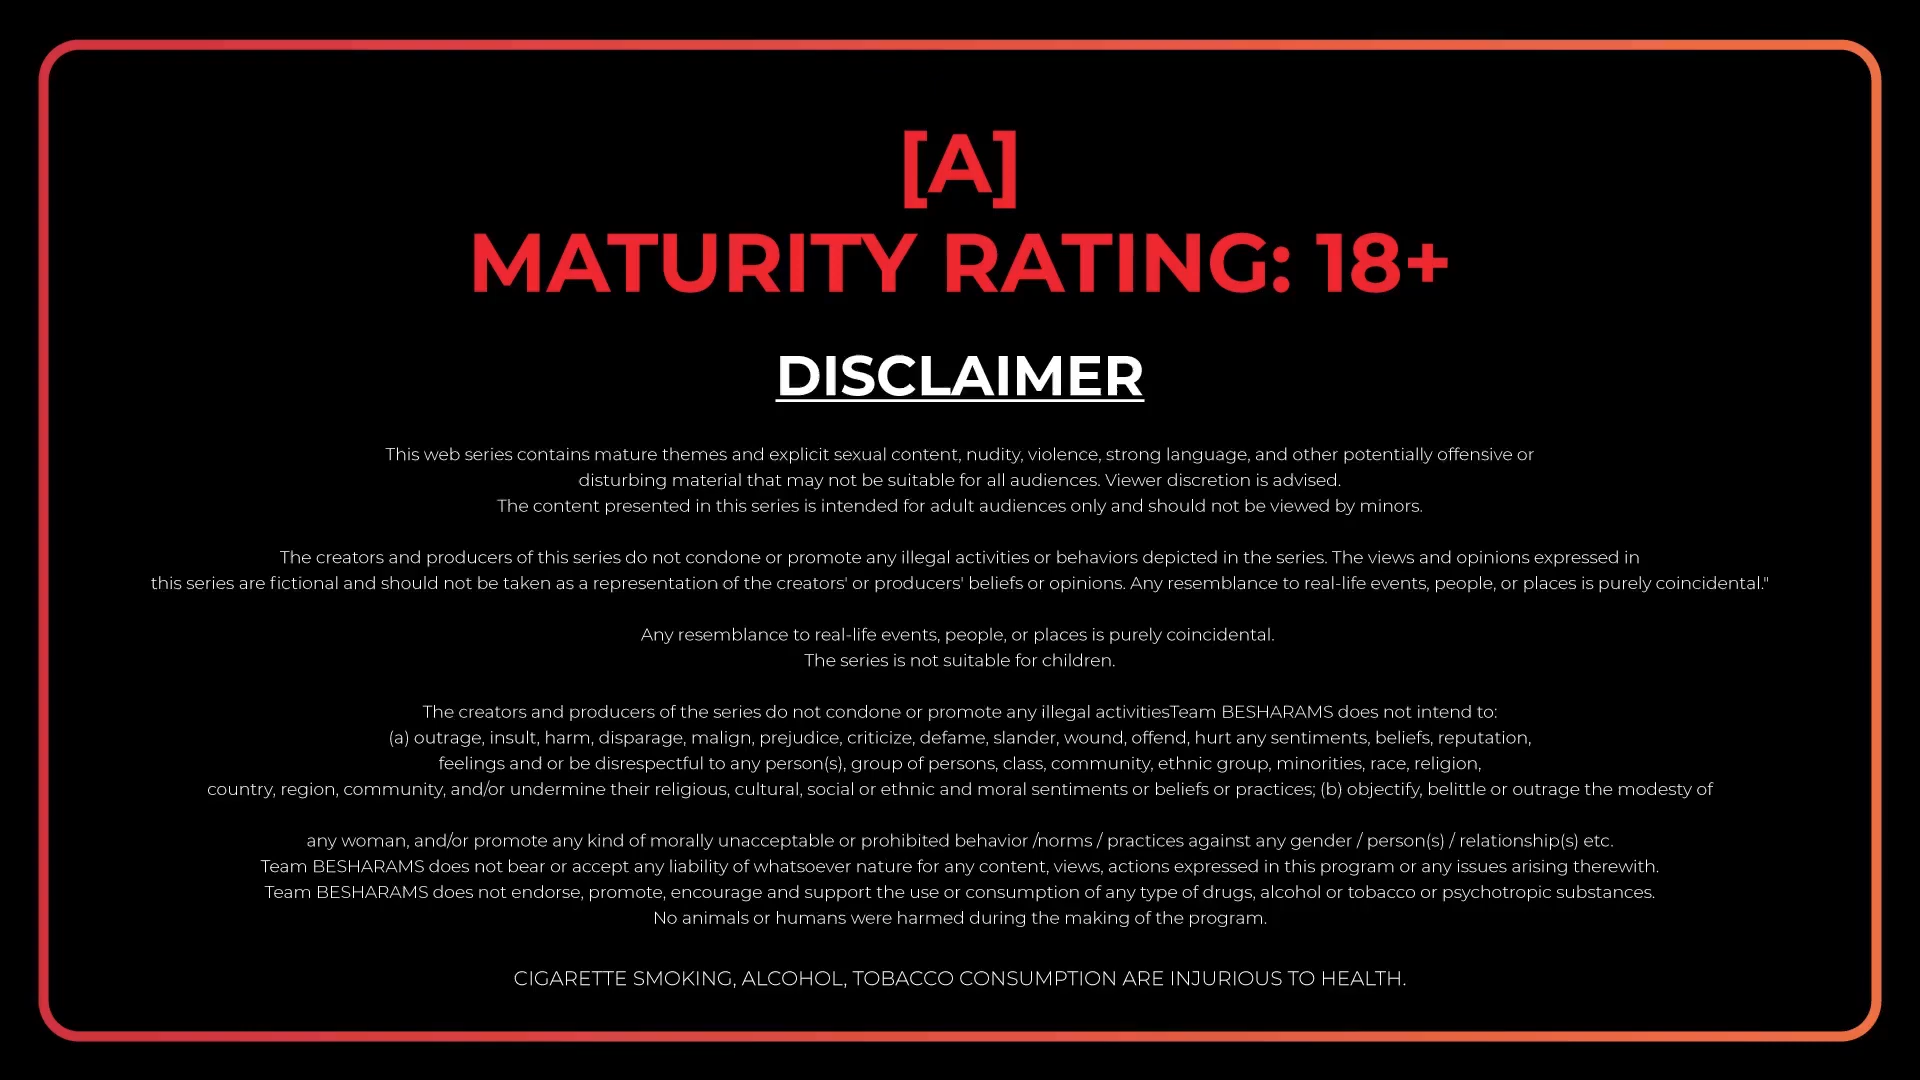 [A]
MATURITY RATING: 18+
DISCLAIMER
This web series contains mature themes and explicit sexual content, nudity, violence, strong language, and other potentially offensive or
disturbing material that may not be suitable for all audiences. Viewer discretion is advised.
The content presented in this series is intended for adult audiences only and should not be viewed by minors.
The creators and producers of this series do not condone or promote any illegal activities or behaviors depicted in the series. The views and opinions expressed in
this series are fictional and should not be taken as a representation of the creators' or producers' beliefs or opinions. Any resemblance to real-life events, people, or places is purely coincidental."
Any resemblance to real-life events, people, or places is purely coincidental.
The series is not suitable for children.
The creators and producers of the series do not condone or promote any illegal activitiesTeam BESHARAMS does not intend to:
(a) outrage, insult, harm, disparage, malign, prejudice, criticize, defame, slander, wound, offend, hurt any sentiments, beliefs, reputation,
feelings and or be disrespectful to any person(s), group of persons, class, community, ethnic group, minorities, race, religion,
country, region, community, and/or undermine their religious, cultural, social or ethnic and moral sentiments or beliefs or practices; (b) objectify, belittle or outrage the modesty of
any woman, and/or promote any kind of morally unacceptable or prohibited behavior /norms / practices against any gender / person(s) / relationship(s) etc.
Team BESHARAMS does not bear or accept any liability of whatsoever nature for any content, views, actions expressed in this program or any issues arising therewith.
Team BESHARAMS does not endorse, promote, encourage and support the use or consumption of any type of drugs, alcohol or tobacco or psychotropic substances.
No animals or humans were harmed during the making of the program.
CIGARETTE SMOKING, ALCOHOL, TOBACCO CONSUMPTION ARE INJURIOUS TO HEALTH.